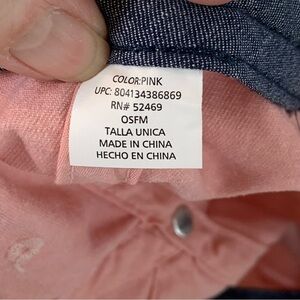 COLOR:PINK
UPC: 804134386869
RN# 52469
OSFM
TALLA UNICA
MADE IN CHINA
HECHO EN CHINA